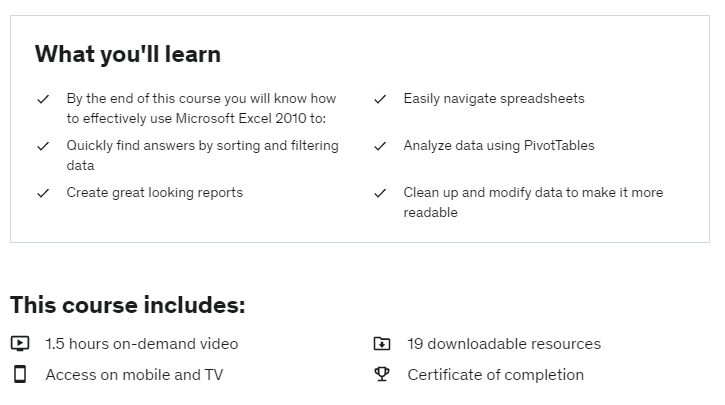 What you'll learn
By the end of this course you will know how
to effectively use Microsoft Excel 2010 to:
Easily navigate spreadsheets
Quickly find answers by sorting and filtering
data
Analyze data using PivotTables
Create great looking reports
Clean up and modify data to make it more
readable
This course includes:
1.5 hours on-demand video
19 downloadable resources
Access on mobile and TV
Certificate of completion